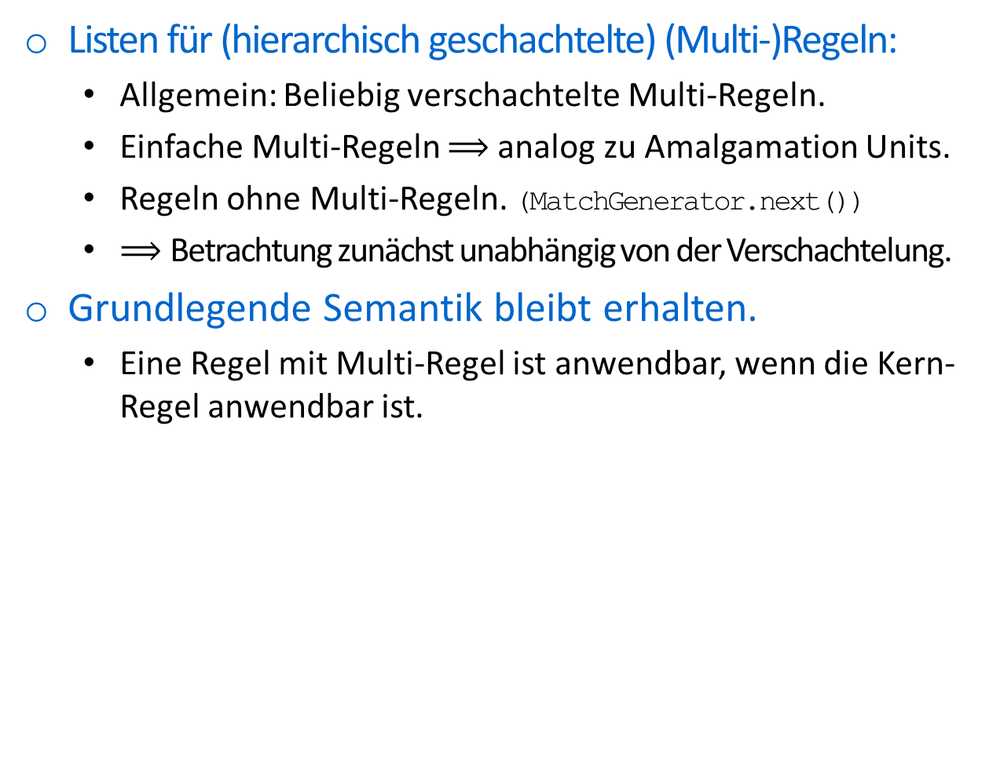 o Listen für (hierarchisch geschachtelte) (Multi-)Regeln:
• Allgemein: Beliebig verschachtelte Multi-Regeln.
• Einfache Multi-Regeln ⟹ analog zu Amalgamation Units.
• Regeln ohne Multi-Regeln. (MatchGenerator.next())
• ⟹ Betrachtung zunächst unabhängig von der Verschachtelung.
o Grundlegende Semantik bleibt erhalten.
• Eine Regel mit Multi-Regel ist anwendbar, wenn die Kern-
Regel anwendbar ist.